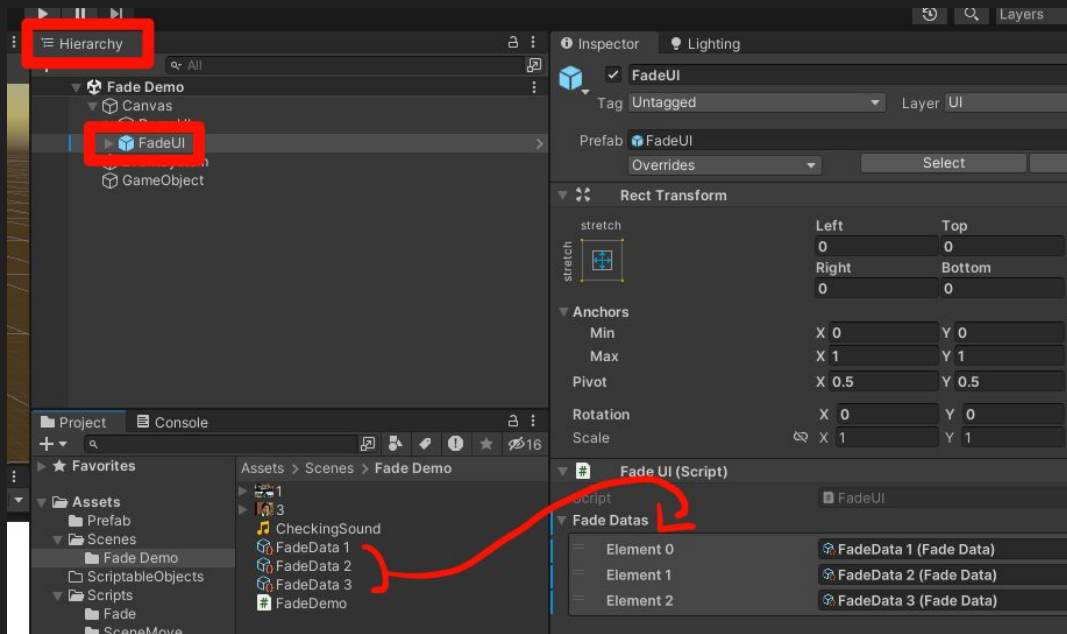 Layers
Hierarchy
All
Fade Demo
Canvas
FadeUI
GameObject
Project
Console
16
Favorites
Assets
Prefab
Scenes
Fade Demo
ScriptableObjects
Scripts
Fade
SceneMove
Assets > Scenes > Fade Demo
1
3
CheckingSound
FadeData 1
FadeData 2
FadeData 3
FadeDemo
Inspector
Lighting
FadeUI
Tag Untagged Layer UI
Prefab FadeUI
Overrides Select
Rect Transform
stretch
stretch
Left Top
0 0
Right Bottom
0 0
Anchors
Min X 0 Y 0
Max X 1 Y 1
Pivot X 0.5 Y 0.5
Rotation X 0 Y 0
Scale X 1 Y 1
Fade UI (Script)
Script FadeUI
Fade Datas
Element 0 FadeData 1 (Fade Data)
Element 1 FadeData 2 (Fade Data)
Element 2 FadeData 3 (Fade Data)